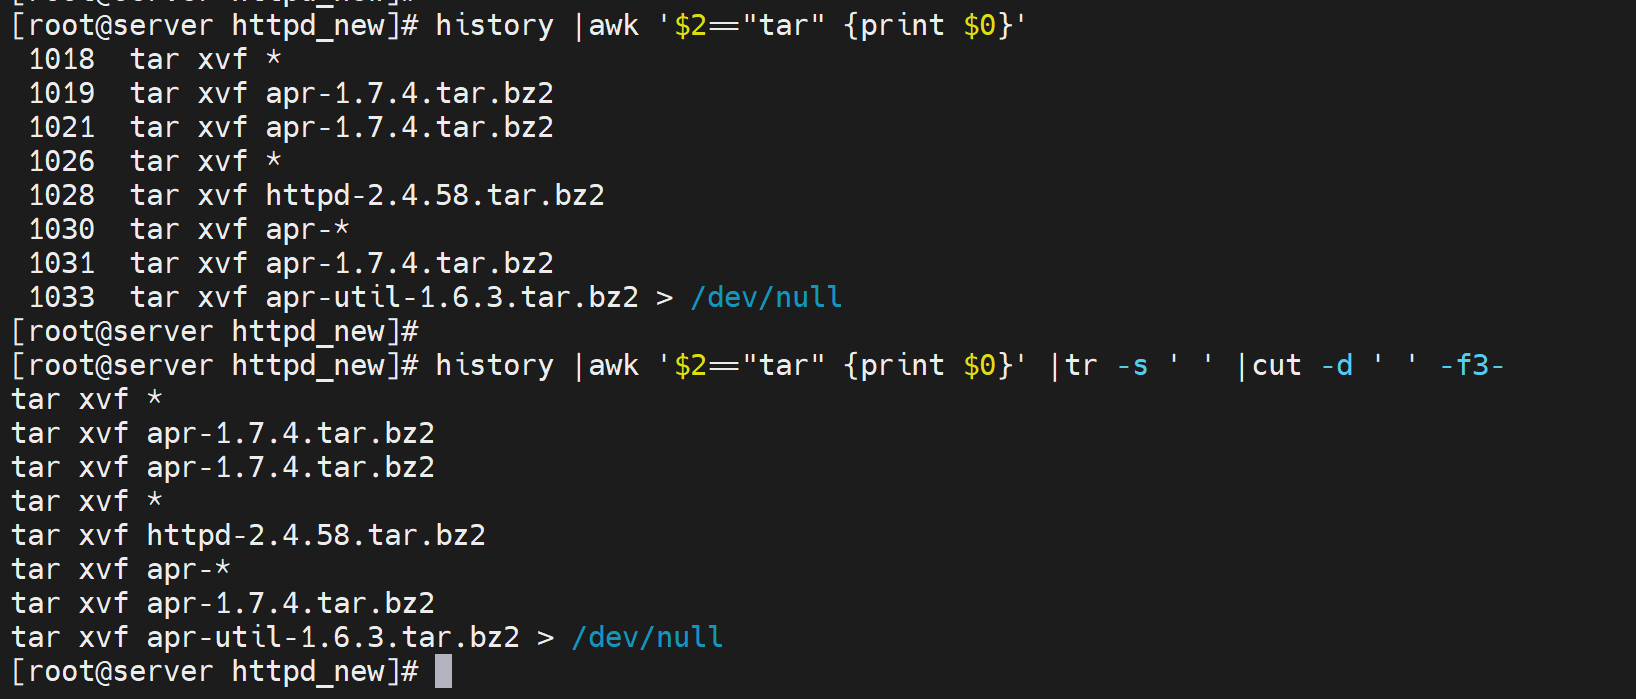 [root@server httpd_new]#
[root@server httpd_new]# history |awk '$2=="tar" {print $0}'
1018 tar xvf *
1019 tar xvf apr-1.7.4.tar.bz2
1021 tar xvf apr-1.7.4.tar.bz2
1026 tar xvf *
1028 tar xvf httpd-2.4.58.tar.bz2
1030 tar xvf apr-*
1031 tar xvf apr-1.7.4.tar.bz2
1033 tar xvf apr-util-1.6.3.tar.bz2 > /dev/null
[root@server httpd_new]#
[root@server httpd_new]# history |awk '$2=="tar" {print $0}' |tr -s ' ' |cut -d ' ' -f3-
tar xvf *
tar xvf apr-1.7.4.tar.bz2
tar xvf apr-1.7.4.tar.bz2
tar xvf *
tar xvf httpd-2.4.58.tar.bz2
tar xvf apr-*
tar xvf apr-1.7.4.tar.bz2
tar xvf apr-util-1.6.3.tar.bz2 > /dev/null
[root@server httpd_new]#